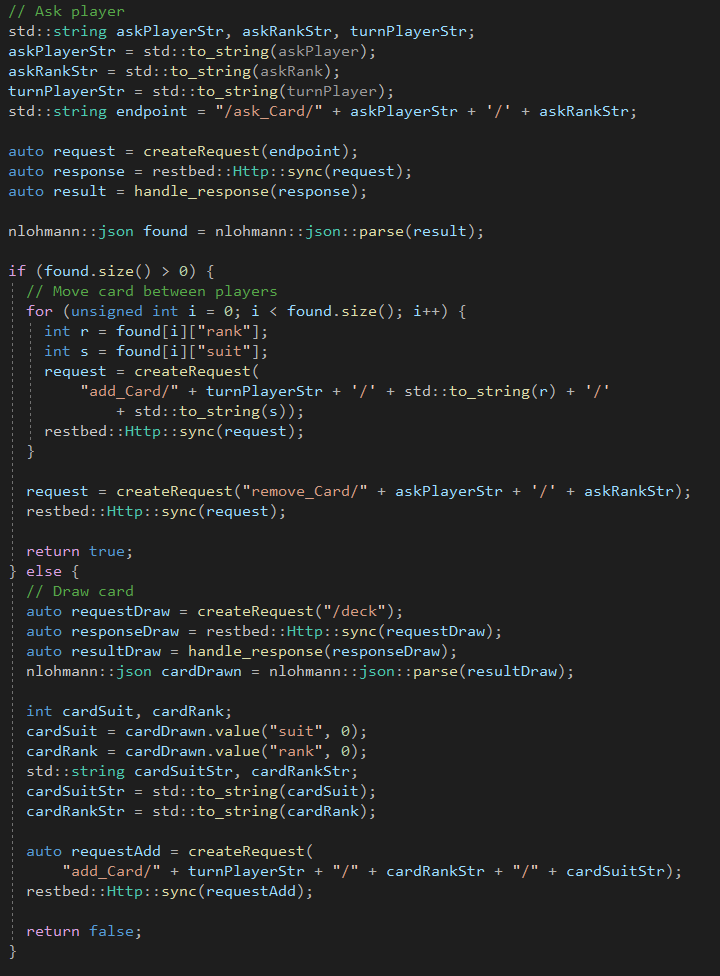 // Ask player
std::string askPlayerStr, askRankStr, turnPlayerStr;
askPlayerStr = std::to_string(askPlayer);
askRankStr = std::to_string(askRank);
turnPlayerStr = std::to_string(turnPlayer);
std::string endpoint = "/ask_Card/" + askPlayerStr + '/' + askRankStr;

auto request = createRequest(endpoint);
auto response = restbed::Http::sync(request);
auto result = handle_response(response);

nlohmann::json found = nlohmann::json::parse(result);

if (found.size() > 0) {
  // Move card between players
  for (unsigned int i = 0; i < found.size(); i++) {
    int r = found[i]["rank"];
    int s = found[i]["suit"];
    request = createRequest(
        "add_Card/" + turnPlayerStr + '/' + std::to_string(r) + '/'
            + std::to_string(s));
    restbed::Http::sync(request);
  }

  request = createRequest("remove_Card/" + askPlayerStr + '/' + askRankStr);
  restbed::Http::sync(request);

  return true;
} else {
  // Draw card
  auto requestDraw = createRequest("/deck");
  auto responseDraw = restbed::Http::sync(requestDraw);
  auto resultDraw = handle_response(responseDraw);
  nlohmann::json cardDrawn = nlohmann::json::parse(resultDraw);

  int cardSuit, cardRank;
  cardSuit = cardDrawn.value("suit", 0);
  cardRank = cardDrawn.value("rank", 0);
  std::string cardSuitStr, cardRankStr;
  cardSuitStr = std::to_string(cardSuit);
  cardRankStr = std::to_string(cardRank);

  auto requestAdd = createRequest(
      "add_Card/" + turnPlayerStr + "/" + cardRankStr + "/" + cardSuitStr);
  restbed::Http::sync(requestAdd);

  return false;
}